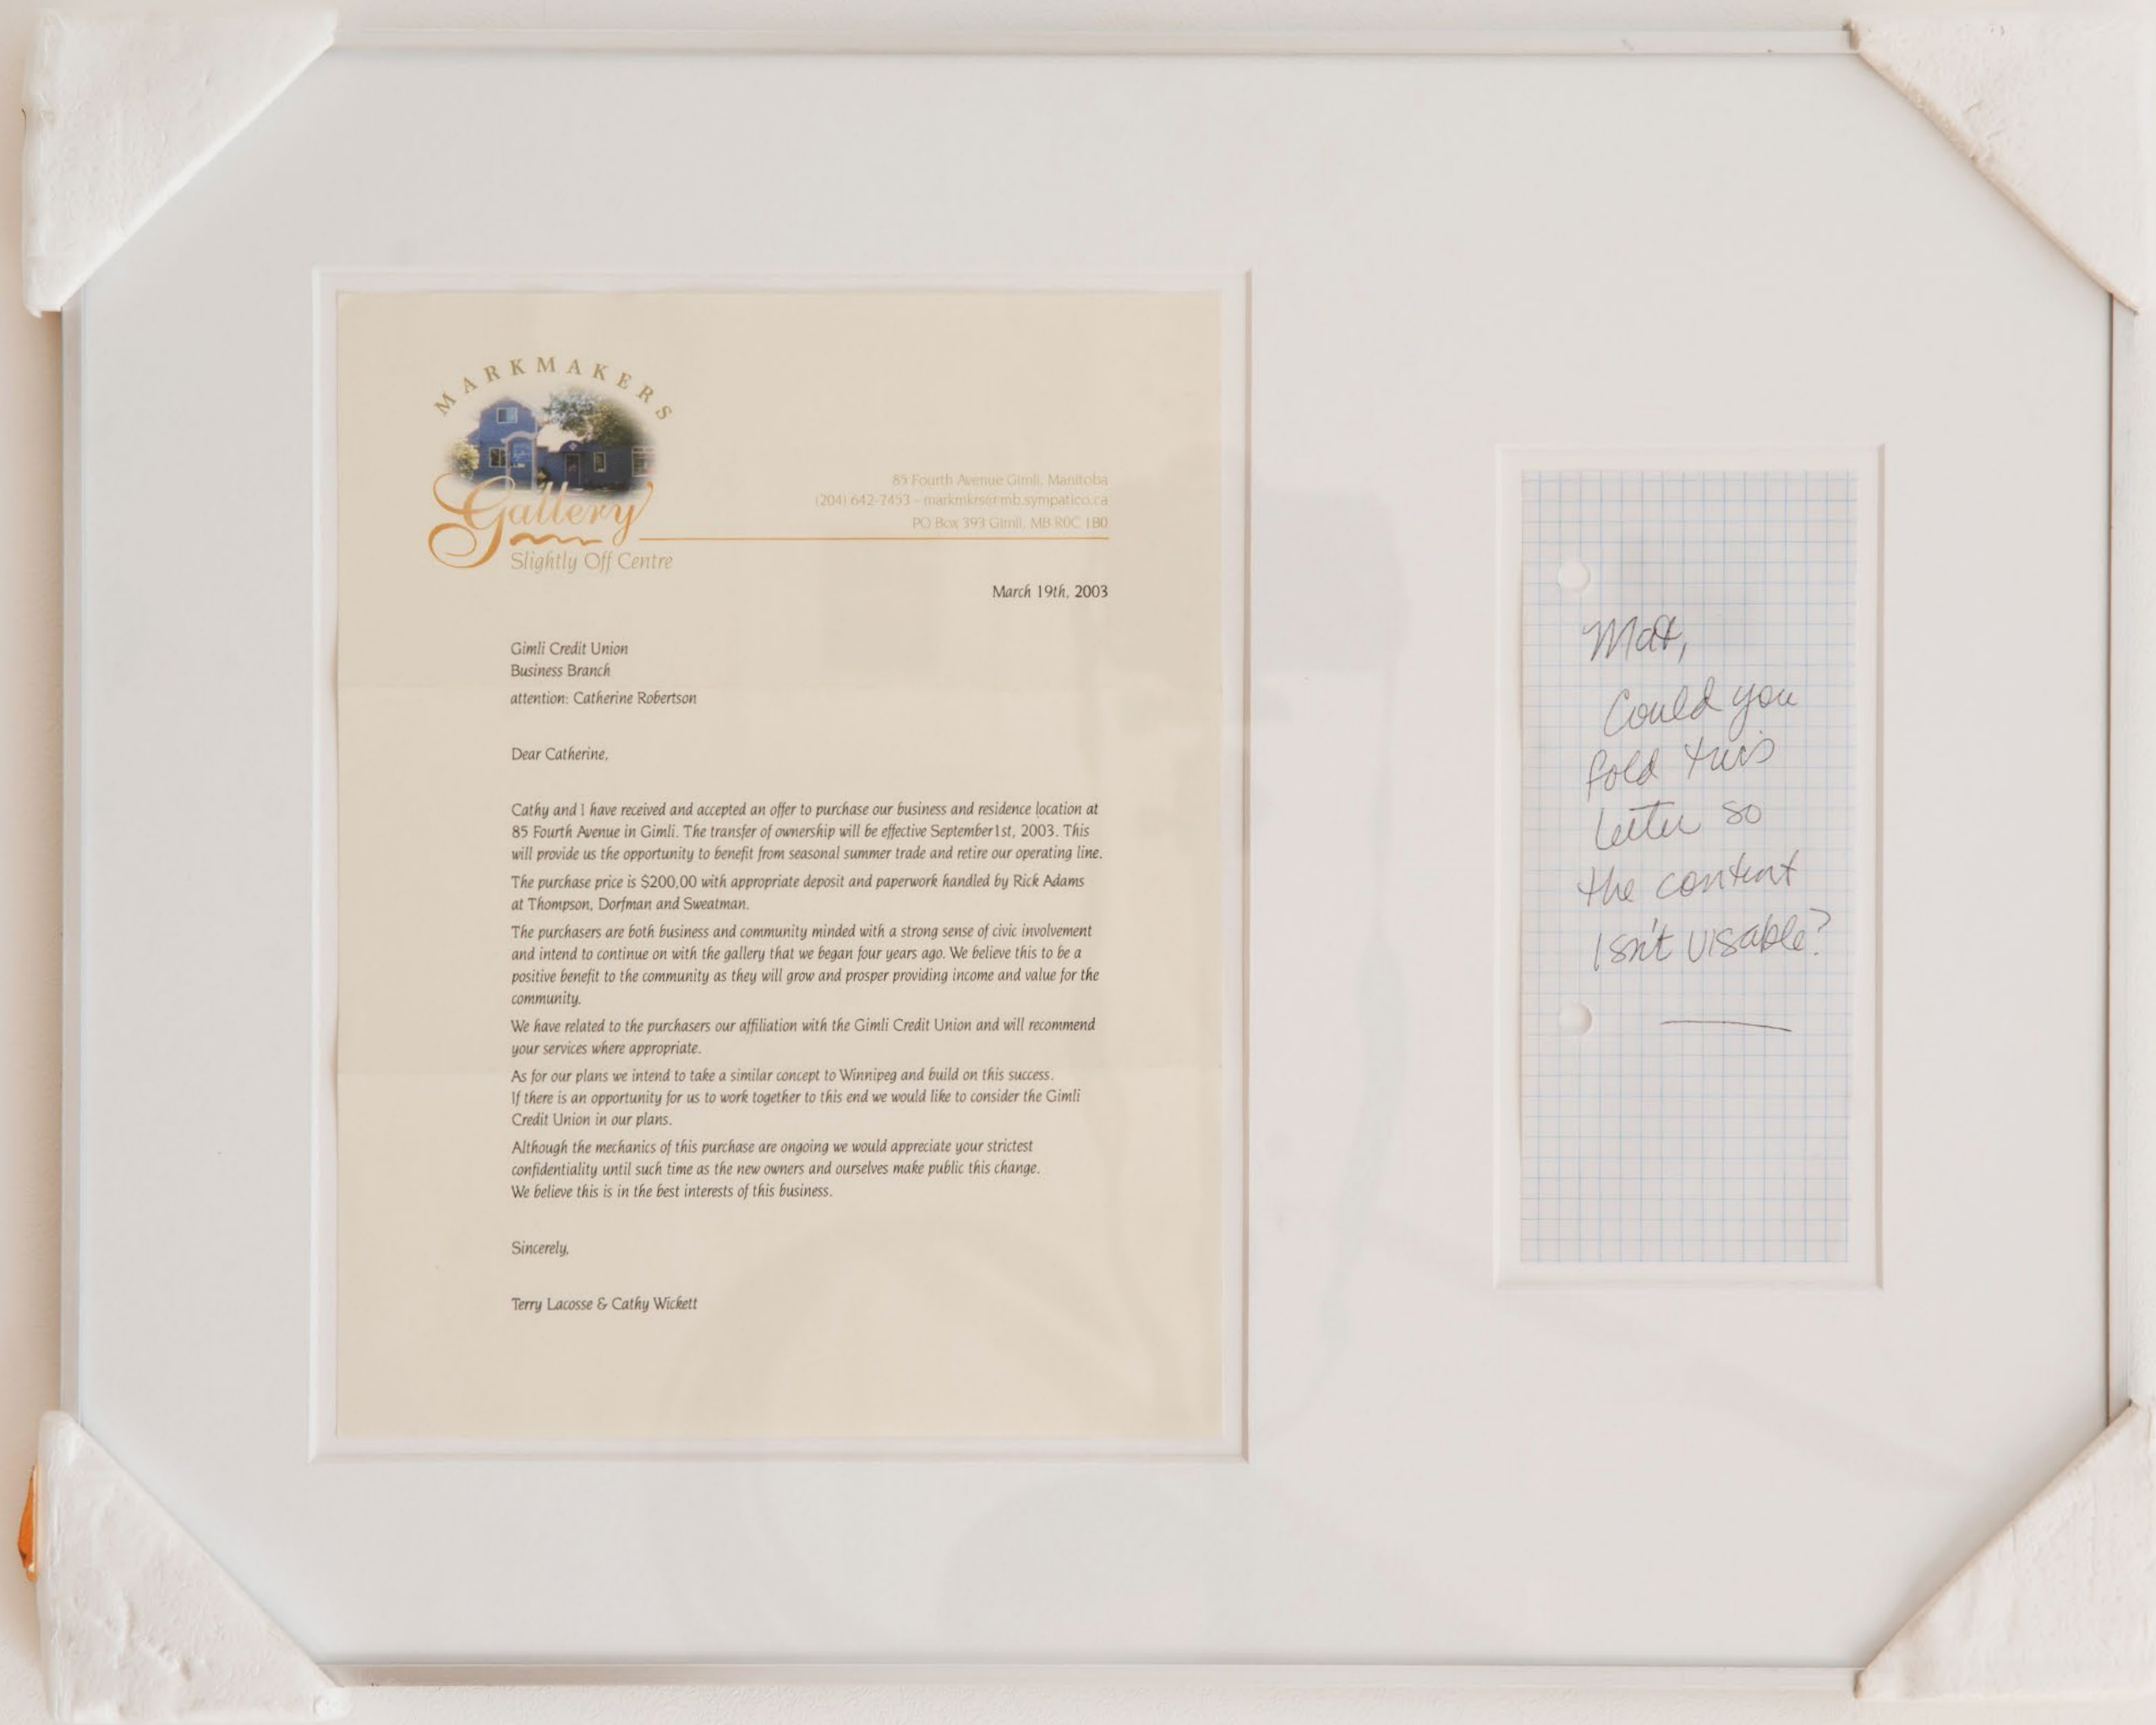 MARKMAKERS
Gallery
Slightly Off Centre
85 Fourth Avenue Gimli, Manitoba
(204) 642-7453 - markmkrs@mb.sympatico.ca
PO Box 393 Gimli, MB R0C 1B0
March 19th, 2003
Gimli Credit Union
Business Branch
attention: Catherine Robertson
Dear Catherine,
Cathy and I have received and accepted an offer to purchase our business and residence location at
85 Fourth Avenue in Gimli. The transfer of ownership will be effective September1st, 2003. This
will provide us the opportunity to benefit from seasonal summer trade and retire our operating line.
The purchase price is $200,00 with appropriate deposit and paperwork handled by Rick Adams
at Thompson, Dorfman and Sweatman.
The purchasers are both business and community minded with a strong sense of civic involvement
and intend to continue on with the gallery that we began four years ago. We believe this to be a
positive benefit to the community as they will grow and prosper providing income and value for the
community.
We have related to the purchasers our affiliation with the Gimli Credit Union and will recommend
your services where appropriate.
As for our plans we intend to take a similar concept to Winnipeg and build on this success.
If there is an opportunity for us to work together to this end we would like to consider the Gimli
Credit Union in our plans.
Although the mechanics of this purchase are ongoing we would appreciate your strictest
confidentiality until such time as the new owners and ourselves make public this change.
We believe this is in the best interests of this business.
Sincerely,
Terry Lacosse & Cathy Wickett
Mat,
Could you
fold this
letter so
the content
isn't visable?